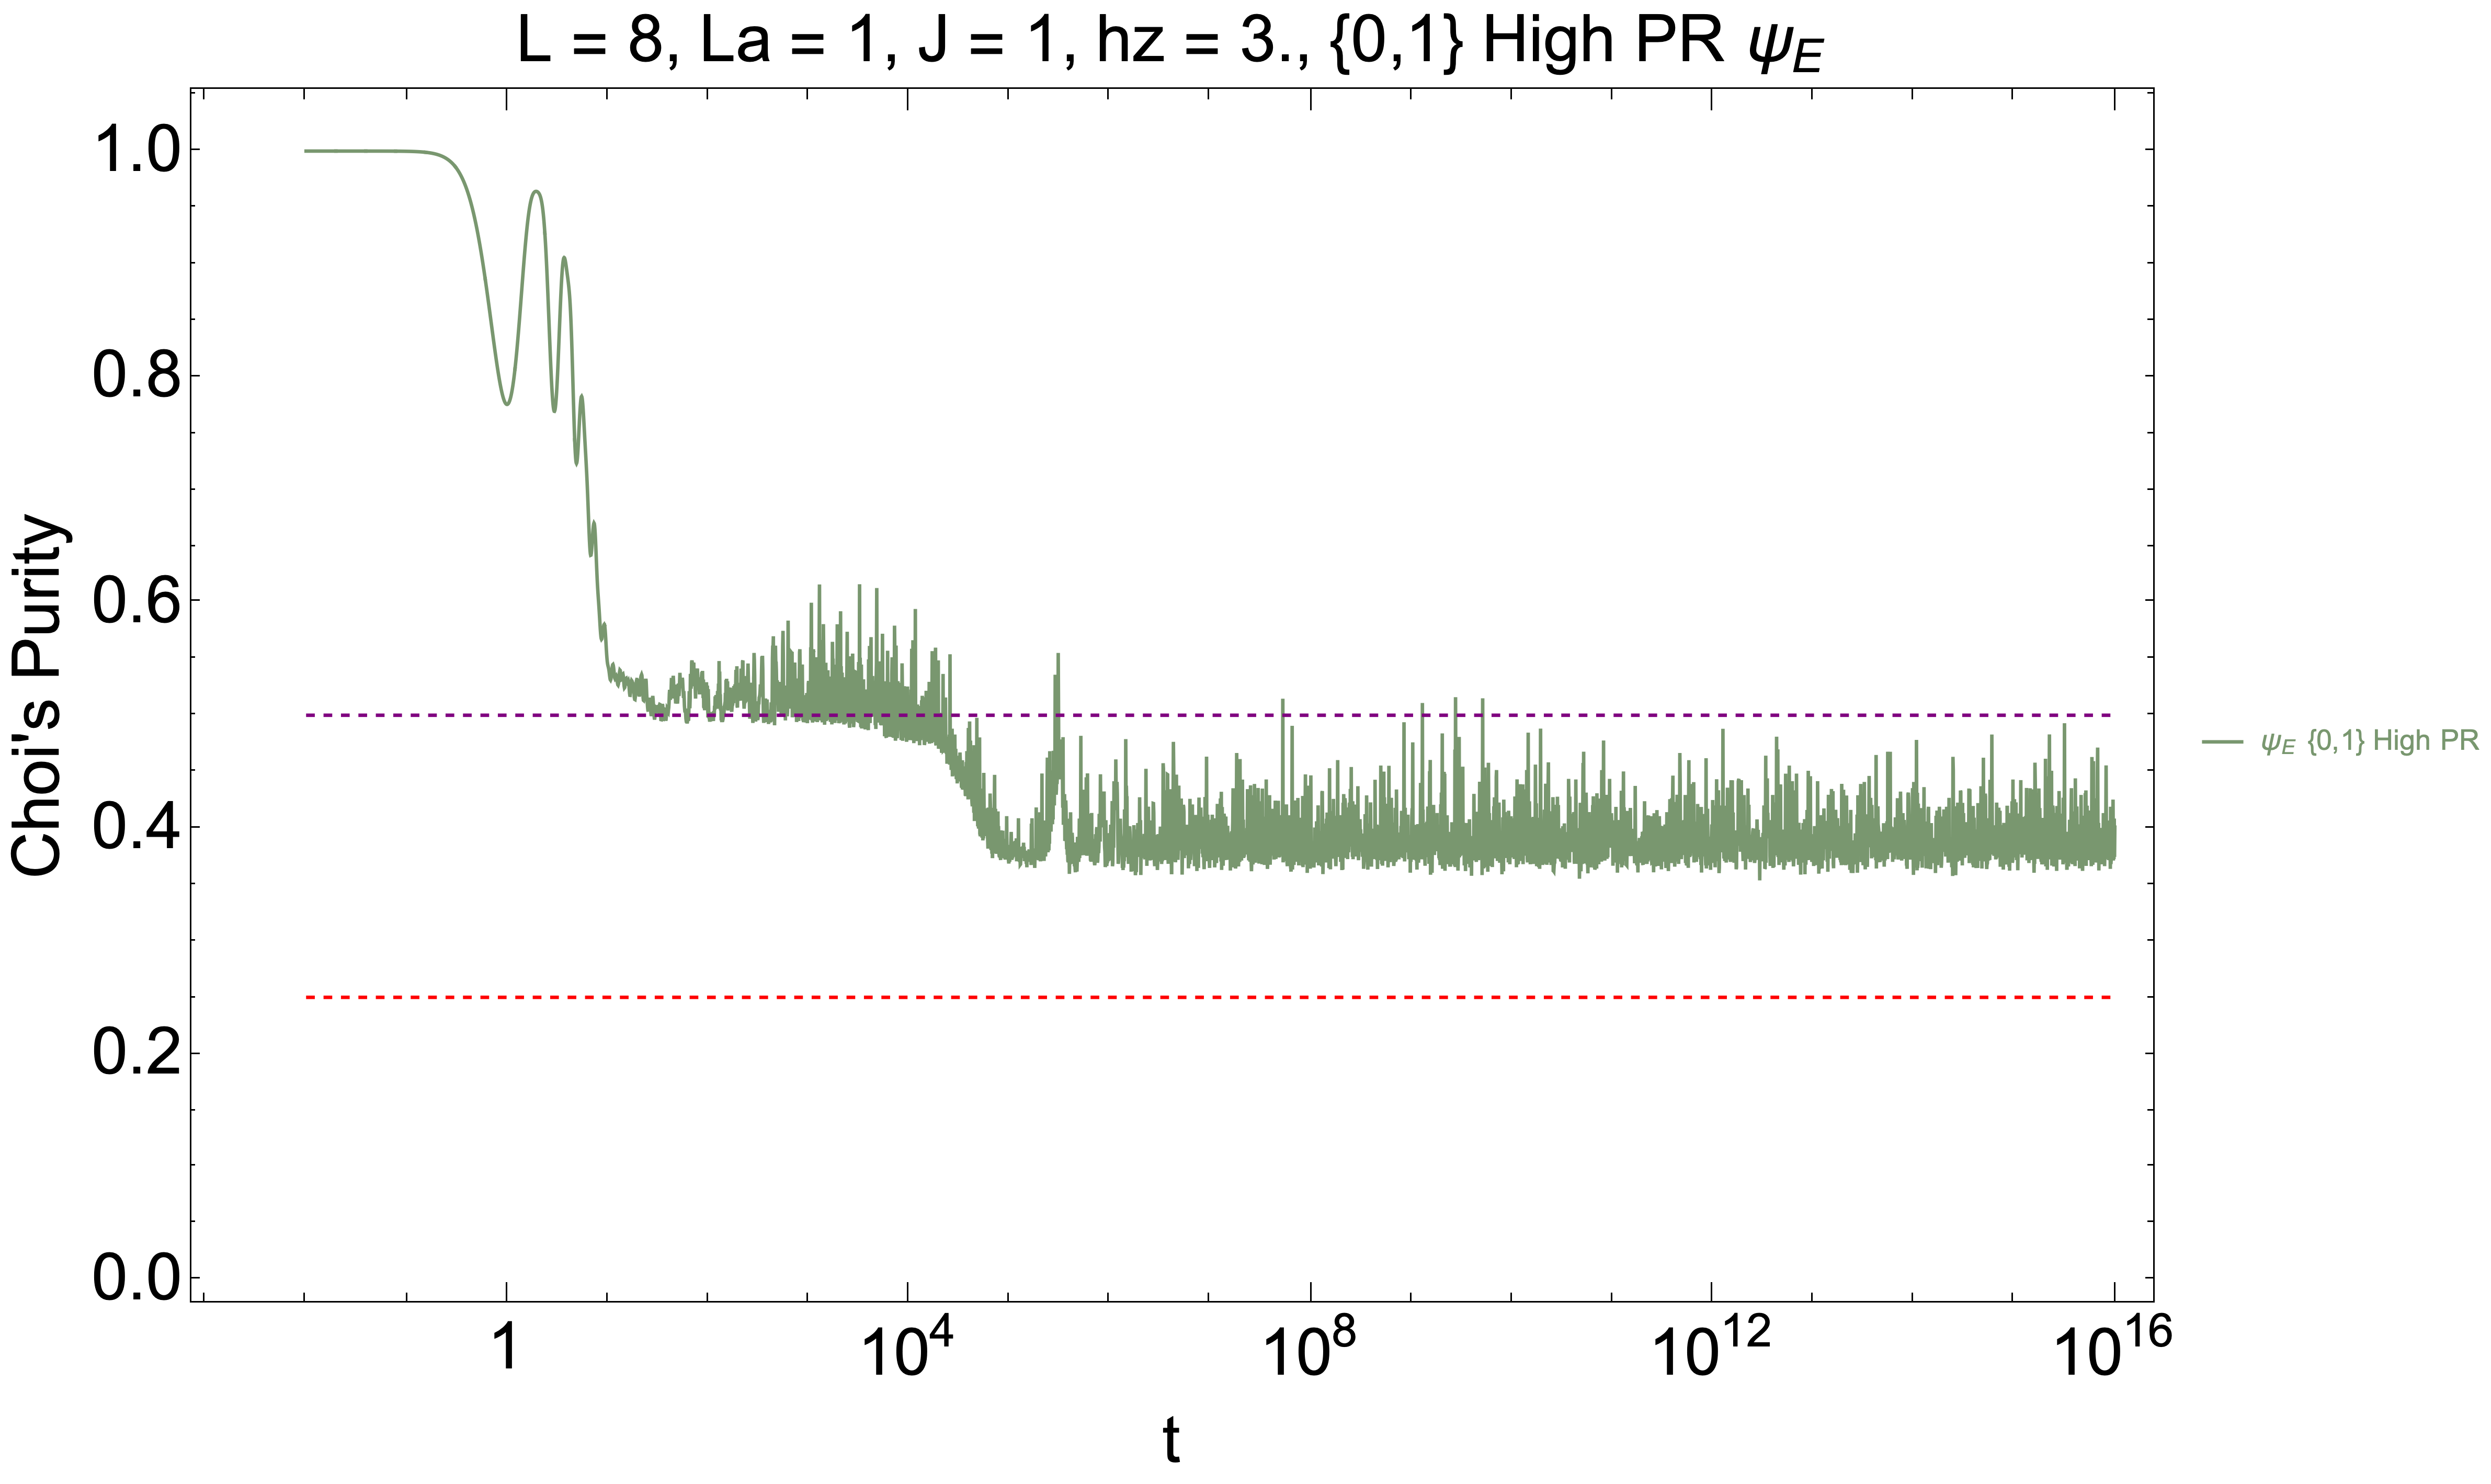 L = 8, La = 1, J = 1, hz = 3., {0,1} High PR ψ_E
Choi's Purity
1.0
0.8
0.6
0.4
0.2
0.0
1
10^4
10^8
10^12
10^16
t
ψ_E {0,1} High PR